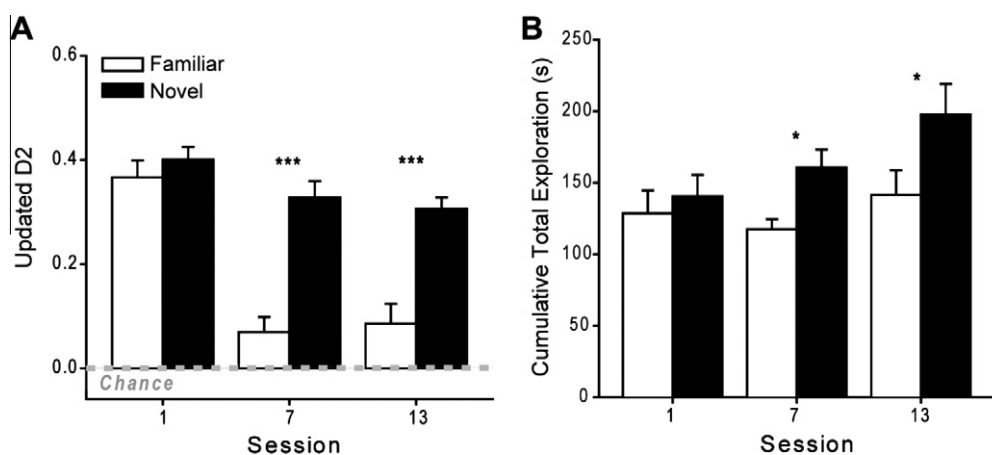 A
Updated D2
0.6
0.4
0.2
0.0
Familiar
Novel
***
***
Chance
1
7
13
Session
B
Cumulative Total Exploration (s)
250
200
150
100
50
0
*
*
1
7
13
Session